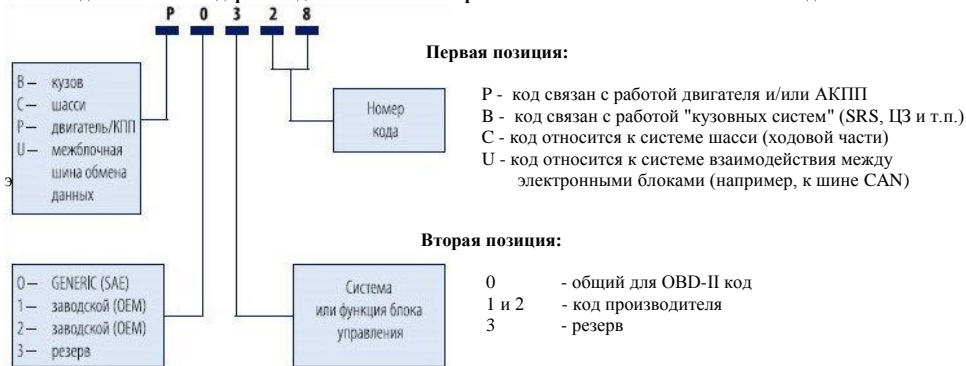 P 0 3 2 8
B — кузов
C — шасси
P — двигатель/КПП
U — межблочная
шина обмена
данных
э
Номер
кода
Первая позиция:
P - код связан с работой двигателя и/или АКПП
B - код связан с работой "кузовных систем" (SRS, ЦЗ и т.п.)
C - код относится к системе шасси (ходовой части)
U - код относится к системе взаимодействия между
электронными блоками (например, к шине CAN)
0 — GENERIC (SAE)
1 — заводской (OEM)
2 — заводской (OEM)
3 — резерв
Система
или функция блока
управления
Вторая позиция:
0 - общий для OBD-II код
1 и 2 - код производителя
3 - резерв